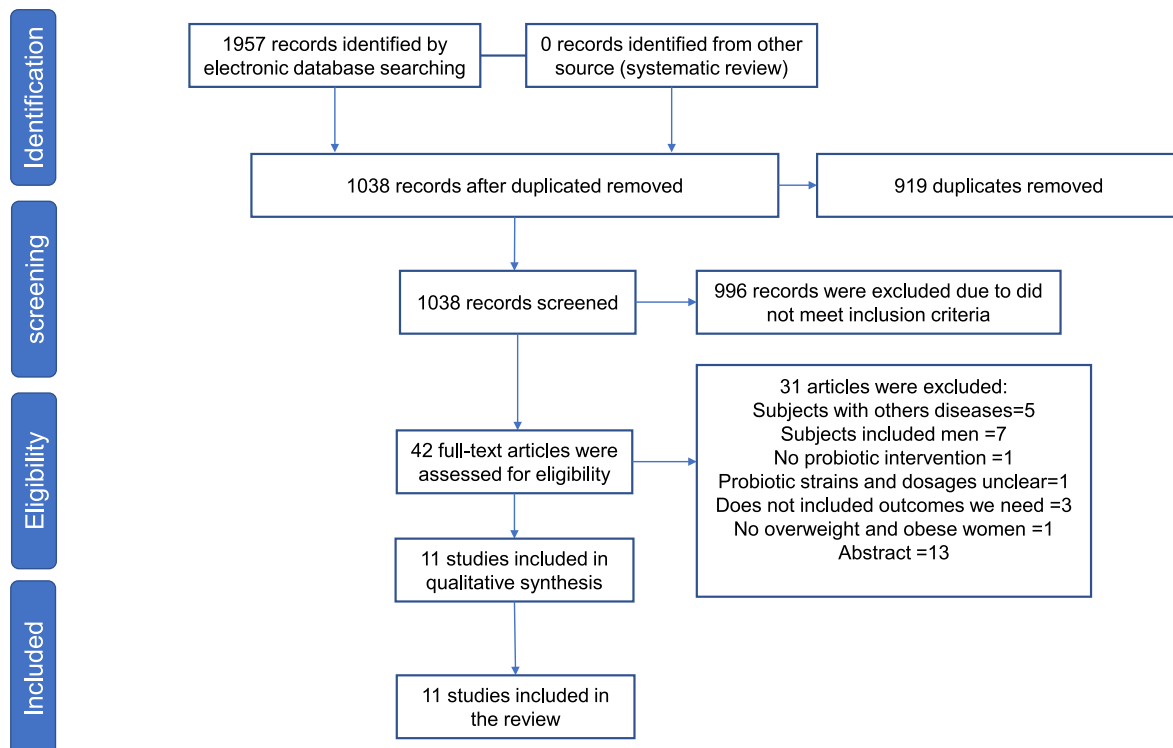 Identification
1957 records identified by
electronic database searching
0 records identified from other
source (systematic review)
1038 records after duplicated removed
919 duplicates removed
screening
1038 records screened
996 records were excluded due to did
not meet inclusion criteria
Eligibility
42 full-text articles were
assessed for eligibility
31 articles were excluded:
Subjects with others diseases=5
Subjects included men =7
No probiotic intervention =1
Probiotic strains and dosages unclear=1
Does not included outcomes we need =3
No overweight and obese women =1
Abstract =13
11 studies included in
qualitative synthesis
Included
11 studies included in
the review